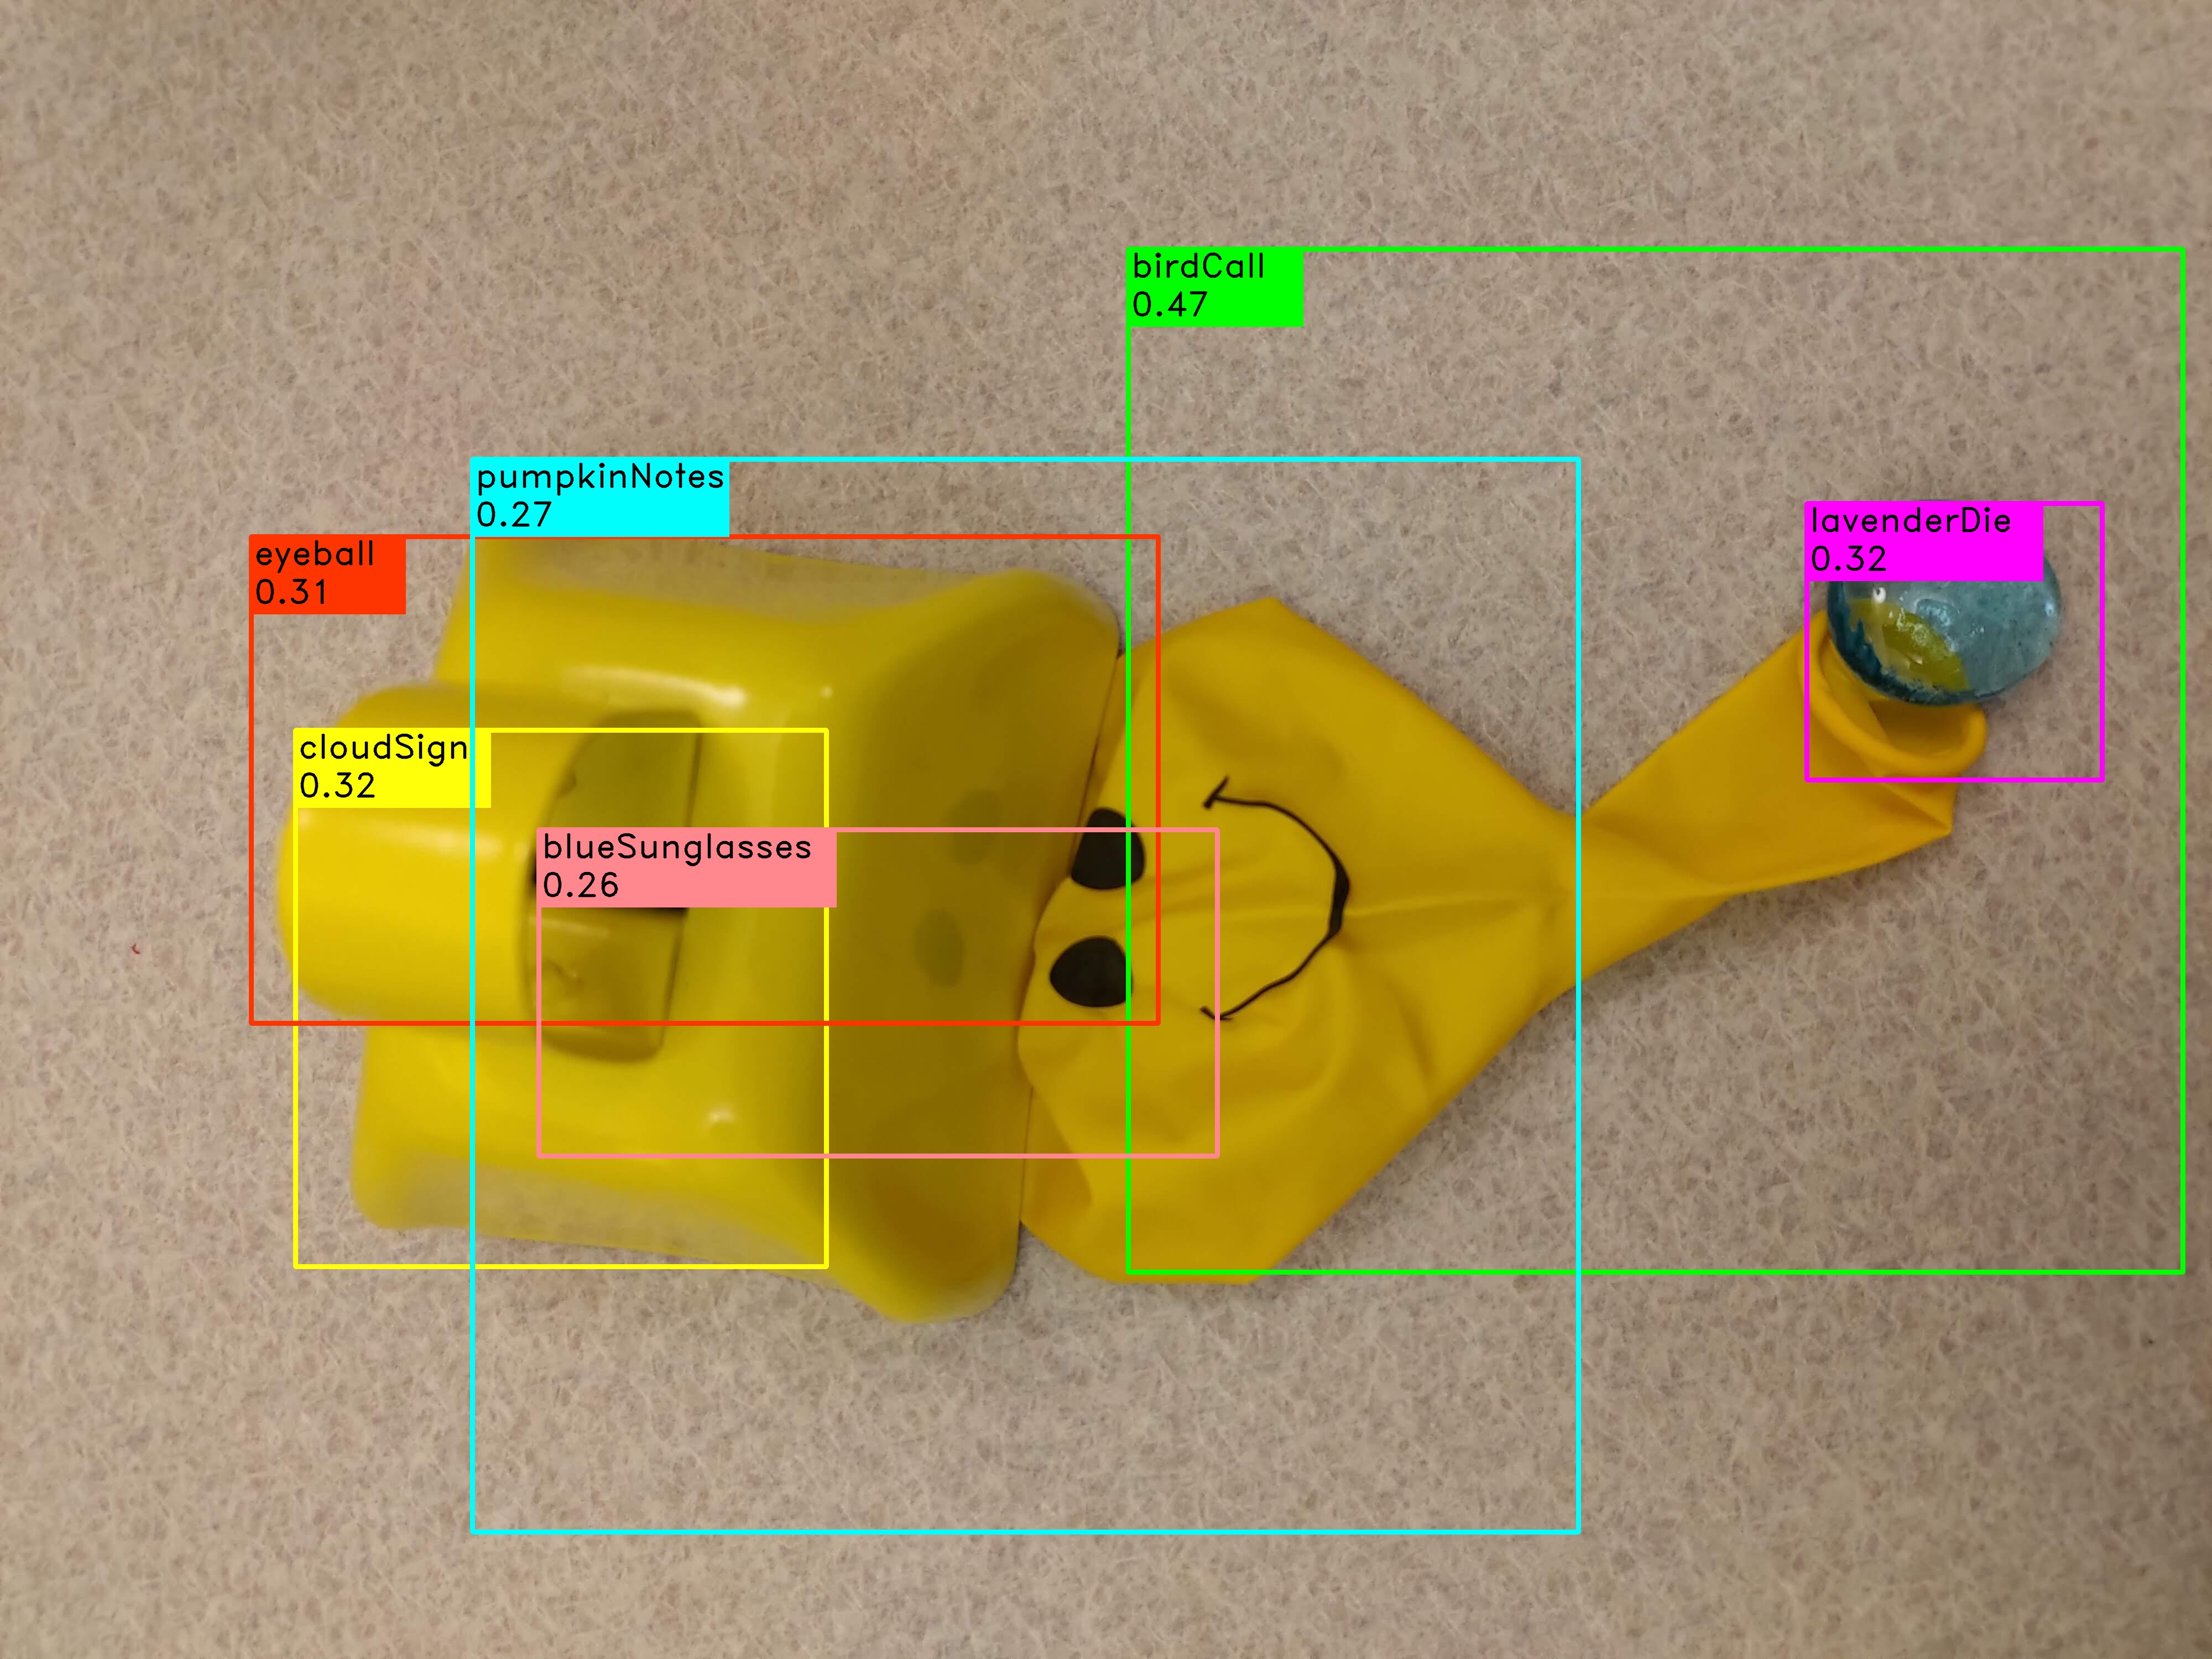 birdCall
0.47
pumpkinNotes
0.27
lavenderDie
0.32
eyeball
0.31
cloudSign
0.32
blueSunglasses
0.26